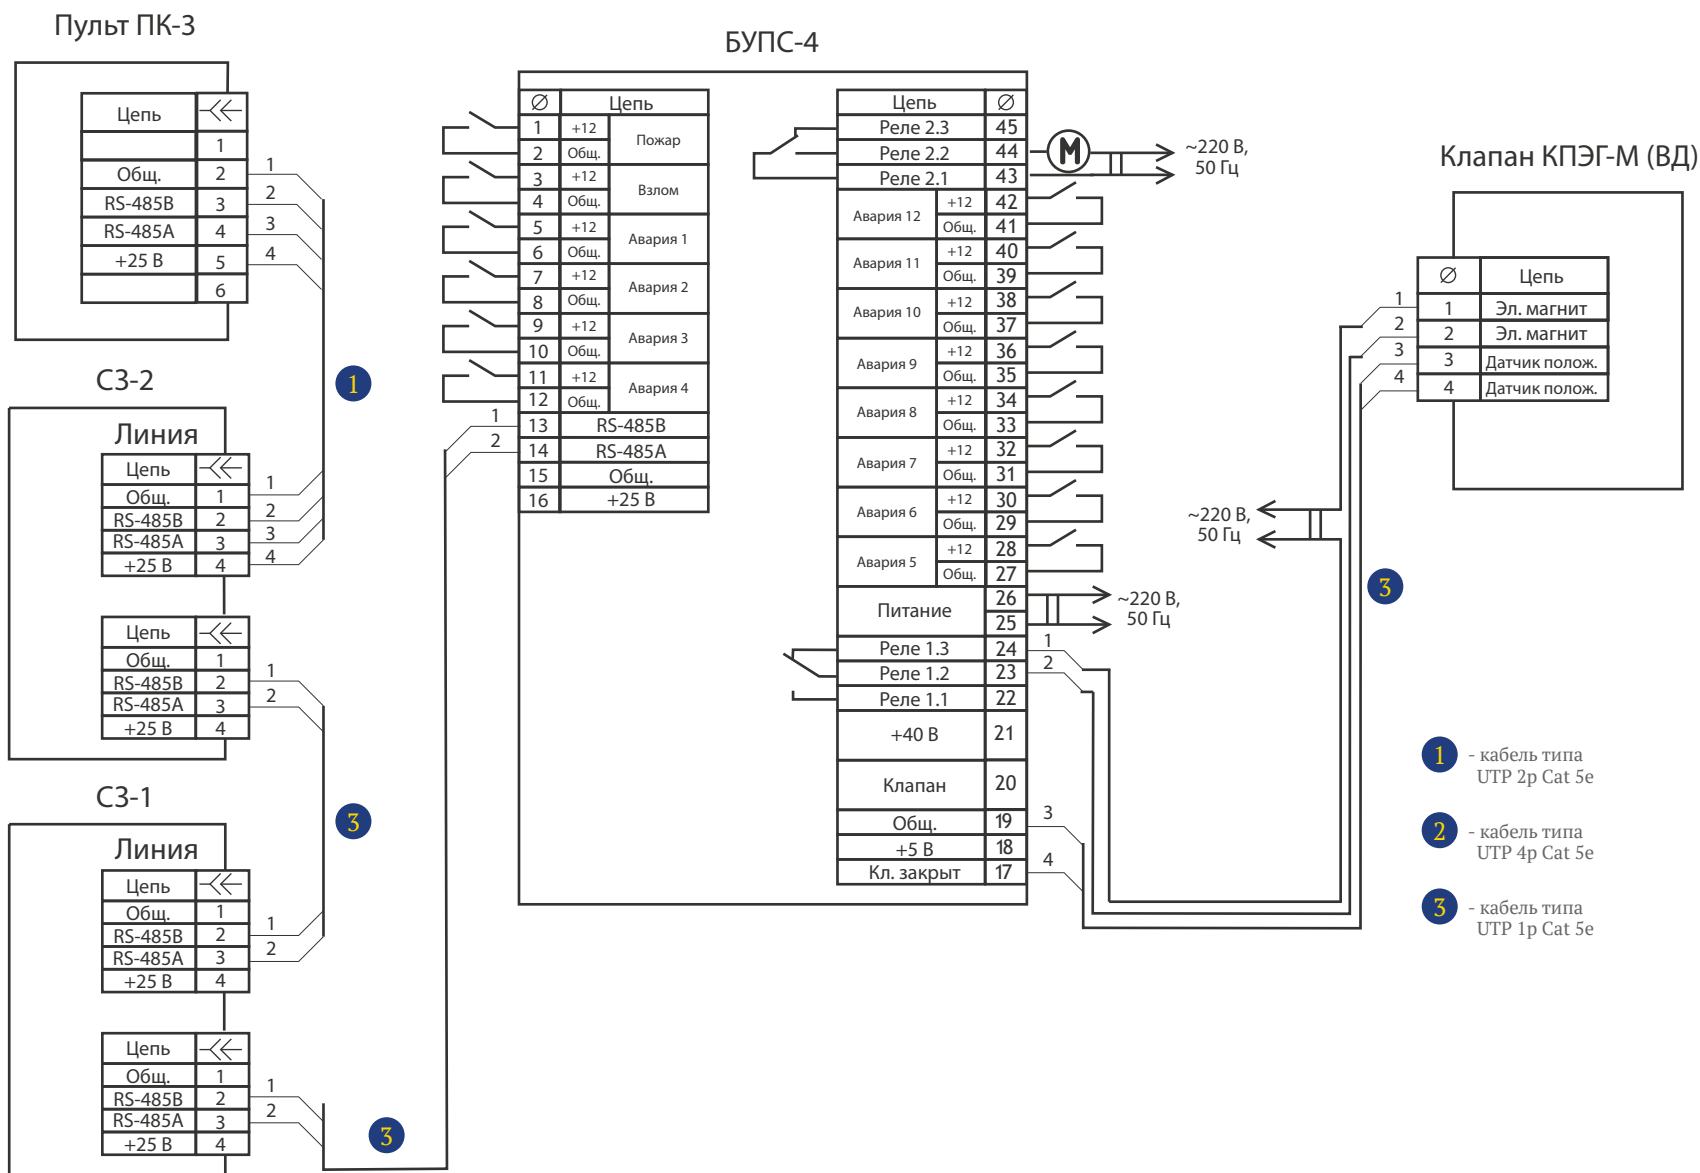 Пульт ПК-3
Цепь
1
Общ. 2 1
RS-485B 3 2
RS-485A 4 3
+25 В 5 4
6
1
СЗ-2
Линия
Цепь
Общ. 1 1
RS-485B 2 2
RS-485A 3 3
+25 В 4 4
Цепь
Общ. 1
RS-485B 2 1
RS-485A 3 2
+25 В 4
3
СЗ-1
Линия
Цепь
Общ. 1
RS-485B 2 1
RS-485A 3 2
+25 В 4
Цепь
Общ. 1
RS-485B 2 1
RS-485A 3 2
+25 В 4
3
БУПС-4
∅ Цепь
1 +12 Пожар
2 Общ.
3 +12 Взлом
4 Общ.
5 +12 Авария 1
6 Общ.
7 +12 Авария 2
8 Общ.
9 +12 Авария 3
10 Общ.
11 +12 Авария 4
12 Общ.
1 13 RS-485B
2 14 RS-485A
15 Общ.
16 +25 В
Цепь ∅
Реле 2.3 45
Реле 2.2 44 М
Реле 2.1 43
~220 В,
50 Гц
Авария 12 +12 42
Общ. 41
Авария 11 +12 40
Общ. 39
Авария 10 +12 38
Общ. 37
Авария 9 +12 36
Общ. 35
Авария 8 +12 34
Общ. 33
Авария 7 +12 32
Общ. 31
Авария 6 +12 30
Общ. 29
Авария 5 +12 28
Общ. 27
Питание 26
25
~220 В,
50 Гц
Реле 1.3 24 1
Реле 1.2 23 2
Реле 1.1 22
+40 В 21
Клапан 20
Общ. 19 3
+5 В 18
Кл. закрыт 17 4
~220 В,
50 Гц
3
Клапан КПЭГ-М (ВД)
∅ Цепь
1 1 Эл. магнит
2 2 Эл. магнит
3 3 Датчик полож.
4 4 Датчик полож.
1 - кабель типа
UTP 2p Cat 5e
2 - кабель типа
UTP 4p Cat 5e
3 - кабель типа
UTP 1p Cat 5e